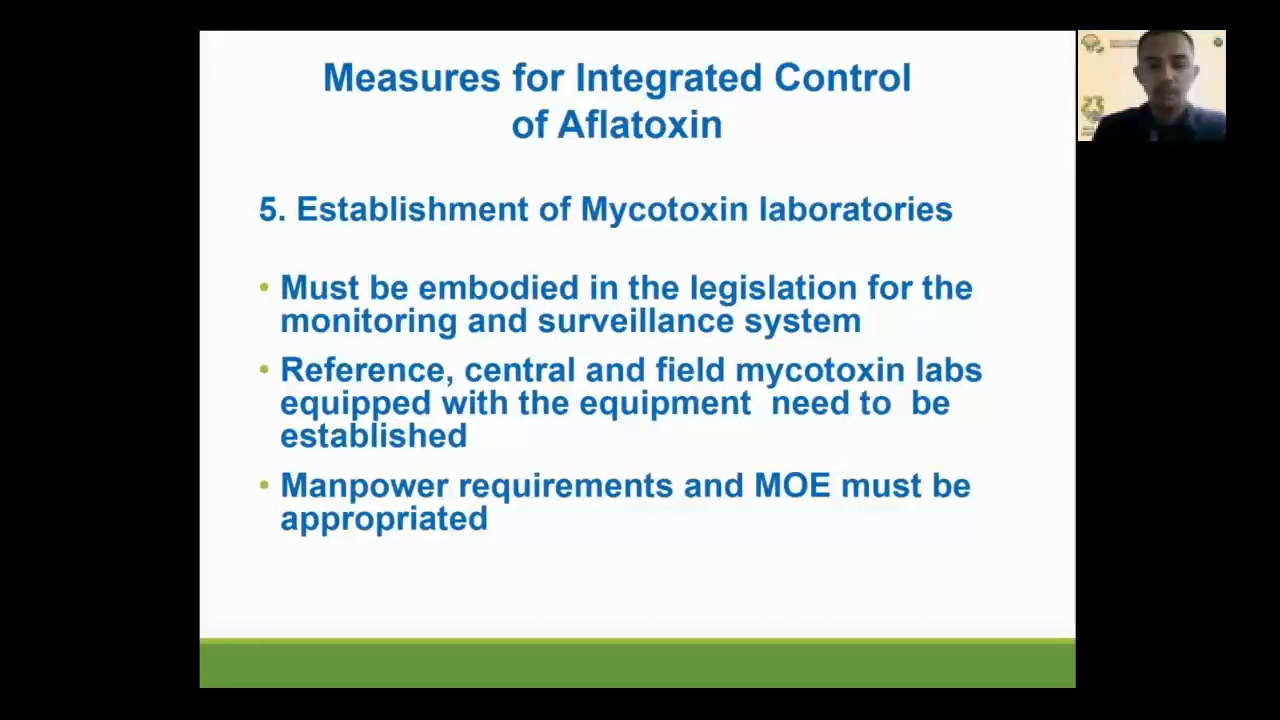 Measures for Integrated Control
of Aflatoxin
5. Establishment of Mycotoxin laboratories
• Must be embodied in the legislation for the
monitoring and surveillance system
• Reference, central and field mycotoxin labs
equipped with the equipment  need to  be
established
• Manpower requirements and MOE must be
appropriated